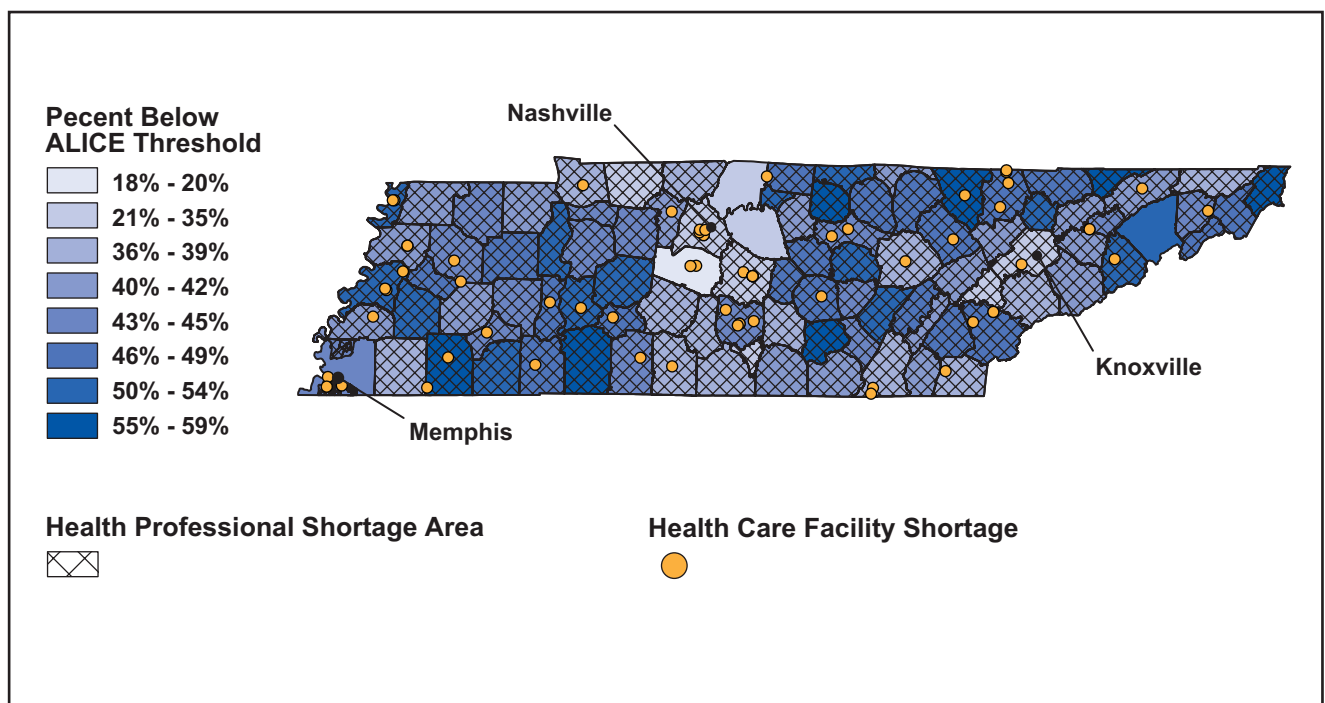 Nashville
Pecent Below
ALICE Threshold
18% - 20%
21% - 35%
36% - 39%
40% - 42%
43% - 45%
46% - 49%
50% - 54%
55% - 59%
Knoxville
Memphis
Health Professional Shortage Area
Health Care Facility Shortage